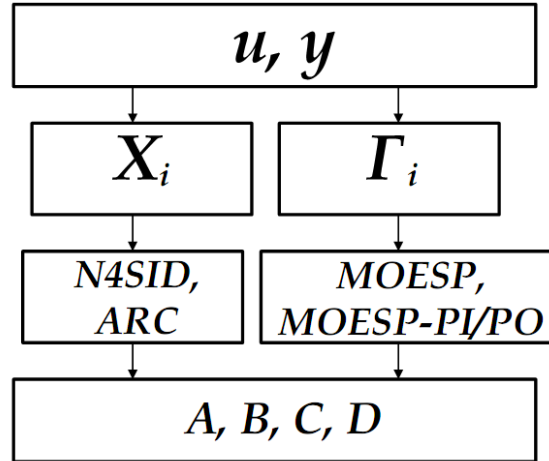 u, y
Xᵢ
Γᵢ
N4SID,
ARC
MOESP,
MOESP-PI/PO
A, B, C, D